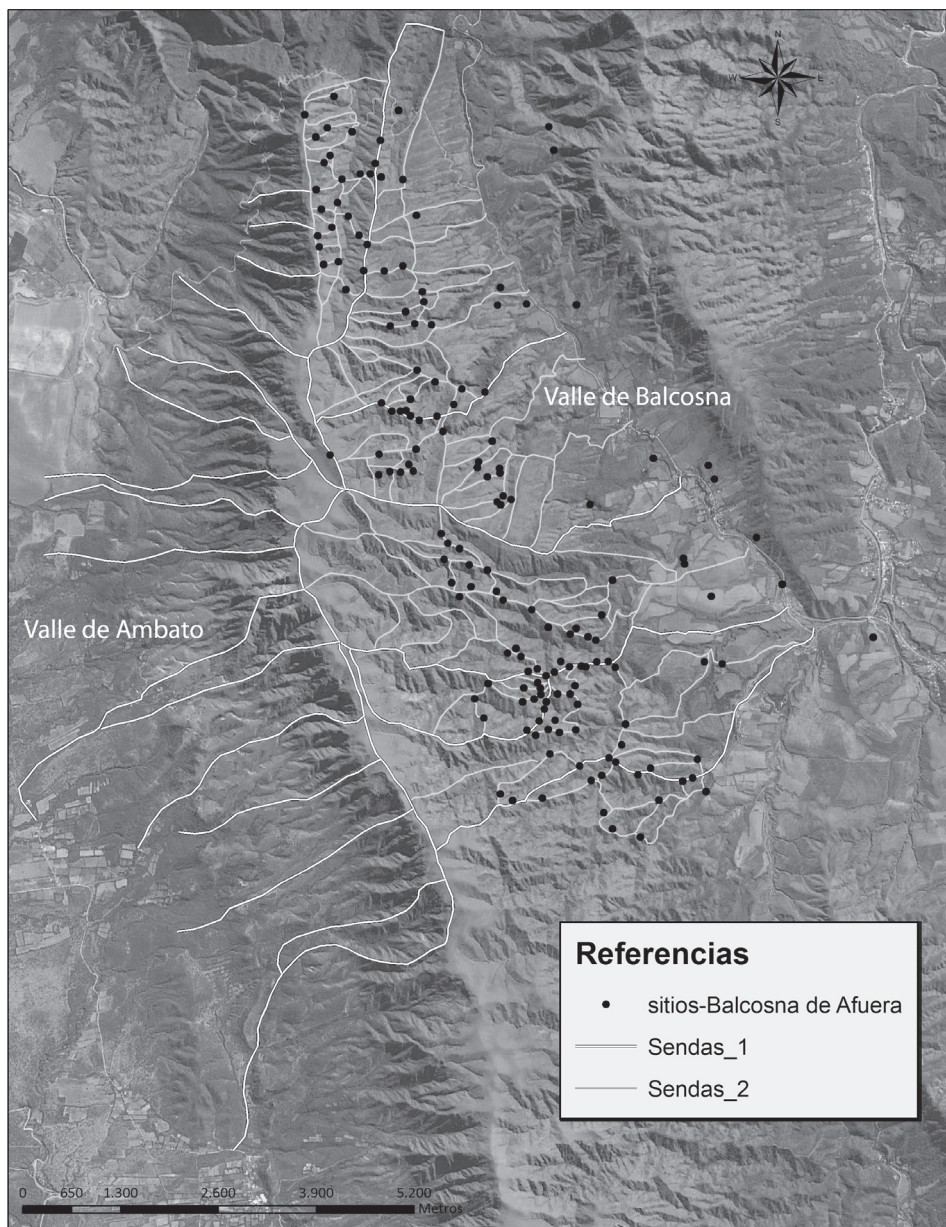 N
W E
S
Valle de Balcosna
Valle de Ambato
Referencias
sitios-Balcosna de Afuera
Sendas_1
Sendas_2
0 650 1.300 2.600 3.900 5.200
Metros